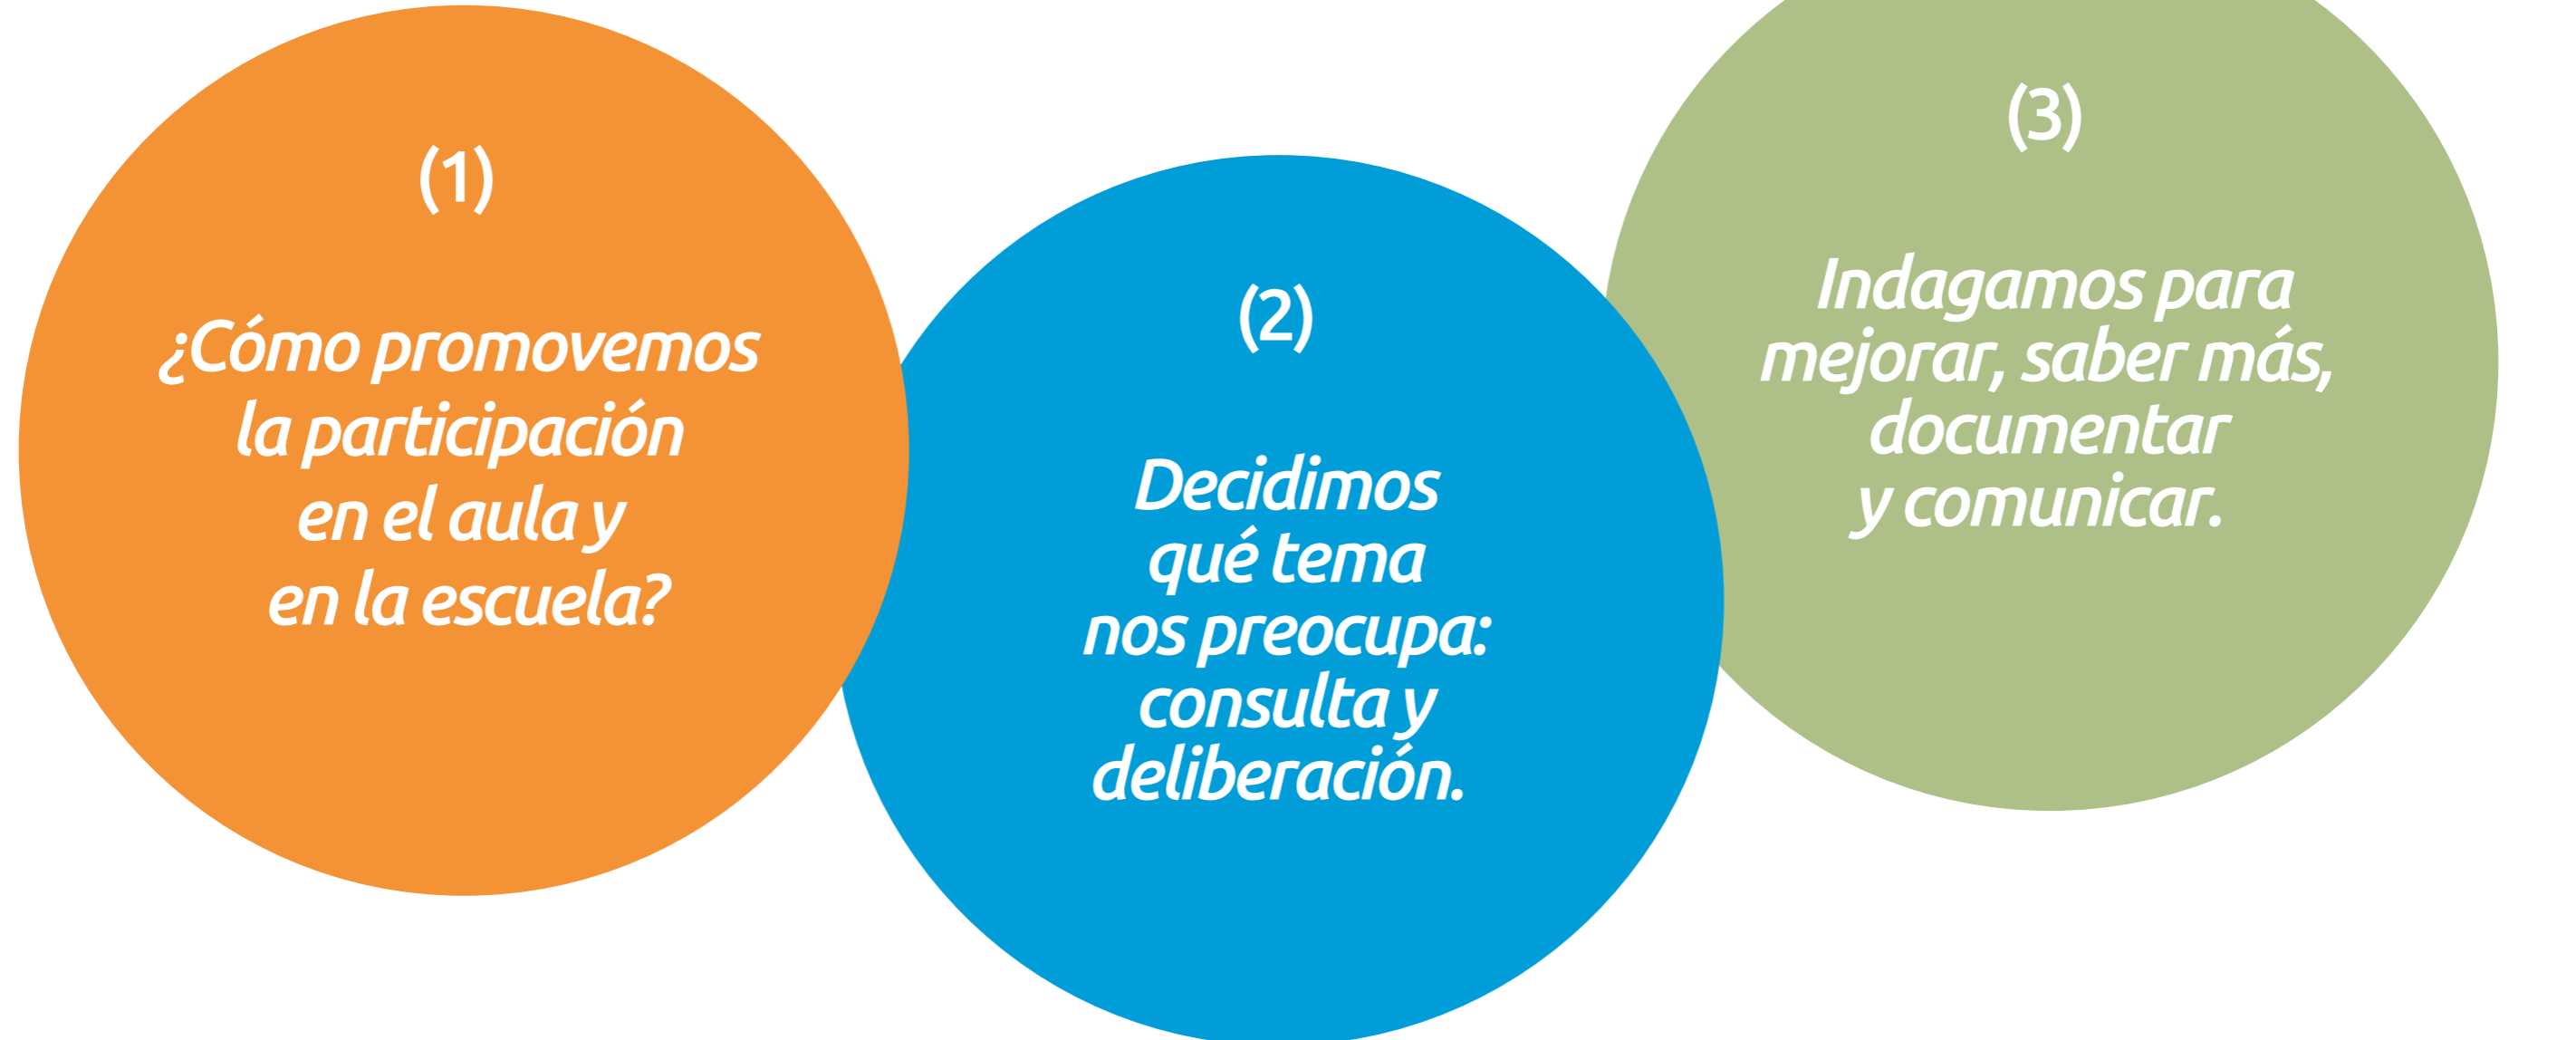 (1)
¿Cómo promovemos
la participación
en el aula y
en la escuela?
(2)
Decidimos
qué tema
nos preocupa:
consulta y
deliberación.
(3)
Indagamos para
mejorar, saber más,
documentar
y comunicar.